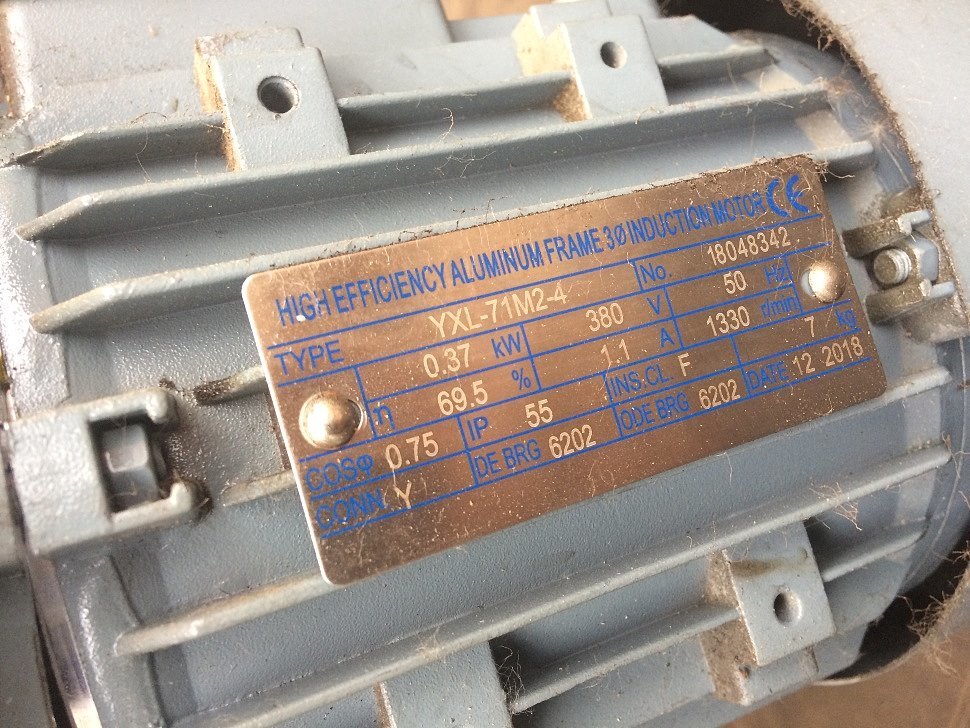 HIGH EFFICIENCY ALUMINUM FRAME 3Ø INDUCTION MOTOR CE
TYPE YXL-71M2-4 No. 18048342
0.37 kW 380 V 50 Hz
η 69.5 % 1.1 A 1330 r/min
COSφ 0.75 IP 55 INS.CL F 7 kg
CONN Y DE BRG 6202 ODE BRG 6202 DATE 12 2018